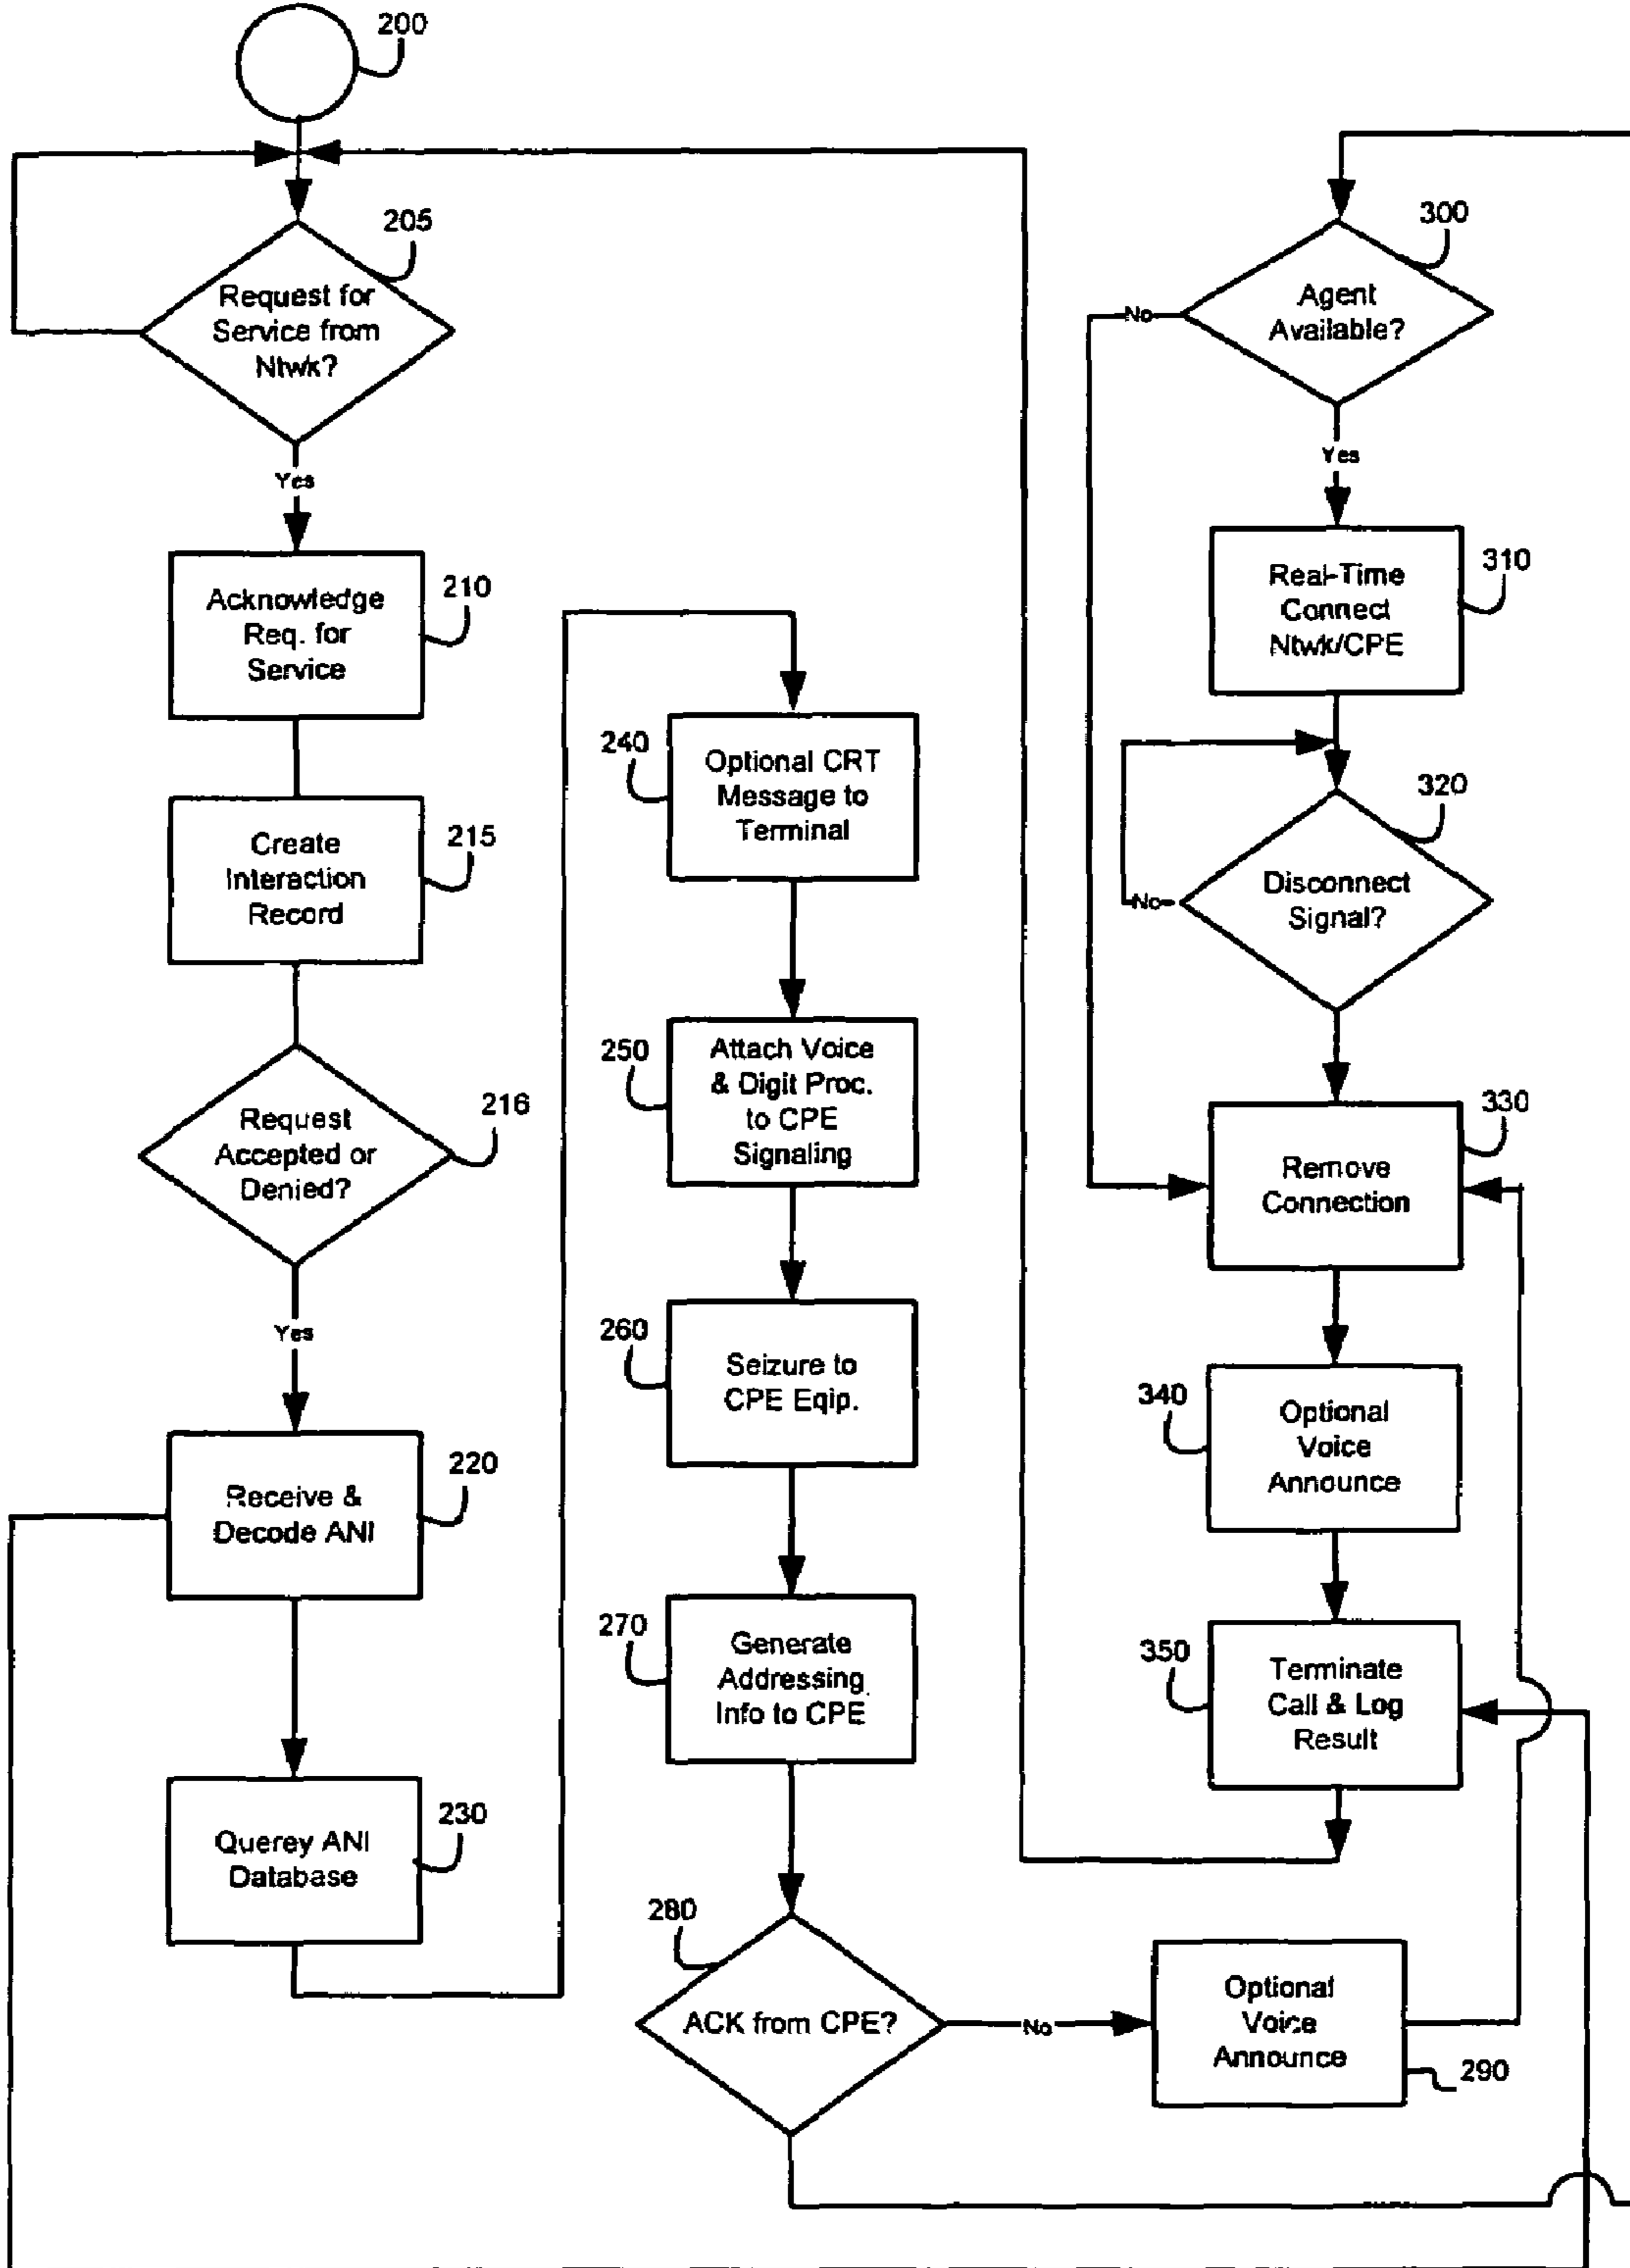 200
205
Request for
Service from
Ntwk?
Yes
210
Acknowledge
Req. for
Service
215
Create
Interaction
Record
216
Request
Accepted or
Denied?
Yes
220
Receive &
Decode ANI
230
Querey ANI
Database
240
Optional CRT
Message to
Terminal
250
Attach Voice
& Digit Proc.
to CPE
Signaling
260
Seizure to
CPE Eqip.
270
Generate
Addressing
Info to CPE
280
ACK from CPE?
No
Optional
Voice
Announce
290
300
Agent
Available?
No
Yes
310
Real-Time
Connect
Ntwk/CPE
320
Disconnect
Signal?
No
330
Remove
Connection
340
Optional
Voice
Announce
350
Terminate
Call & Log
Result